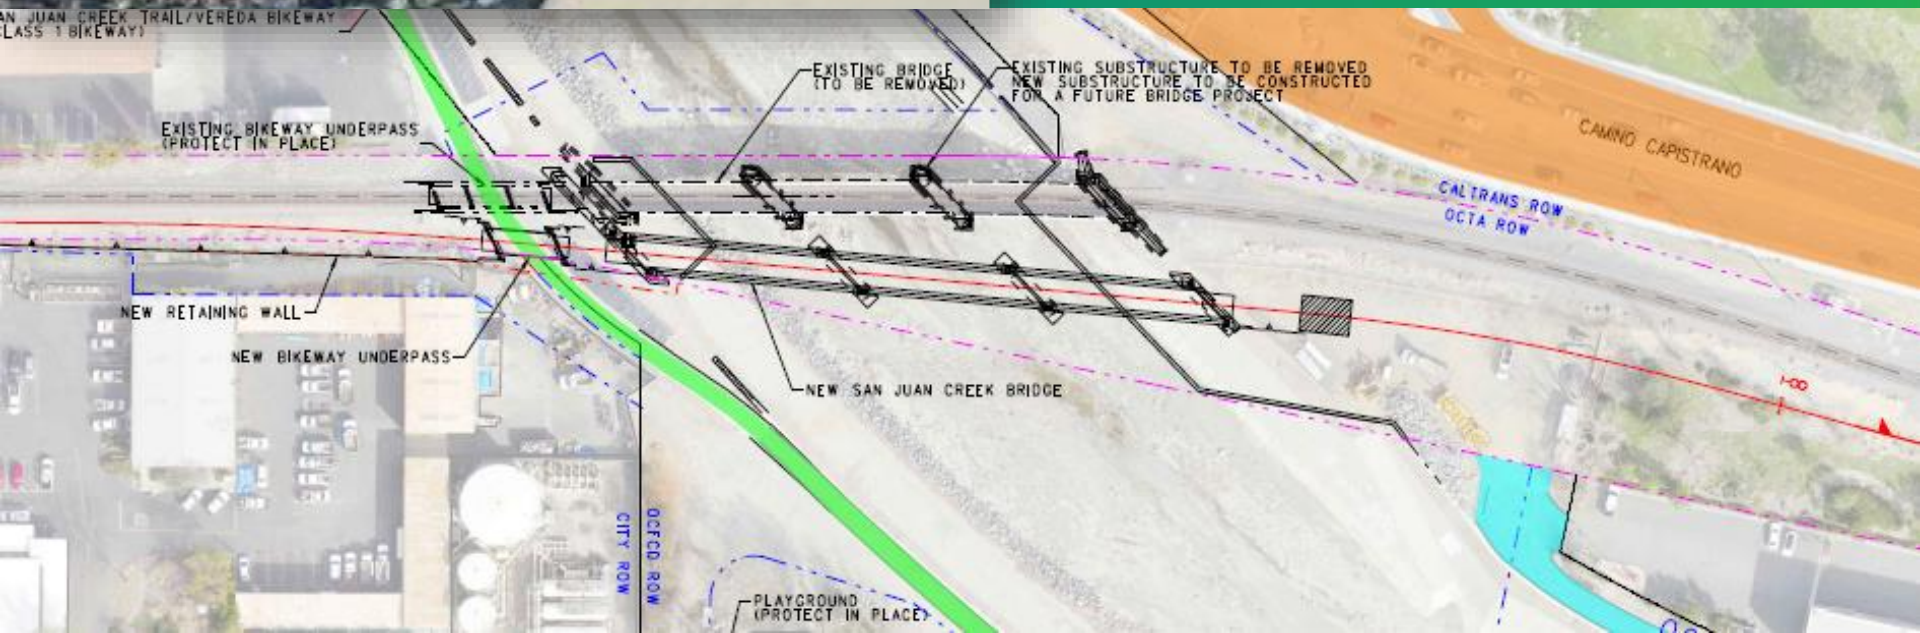 AN JUAN CREEK TRAIL/VEREDA BIKEWAY
CLASS 1 BIKEWAY)
EXISTING BRIDGE
(TO BE REMOVED)
EXISTING SUBSTRUCTURE TO BE REMOVED
NEW SUBSTRUCTURE TO BE CONSTRUCTED
FOR A FUTURE BRIDGE PROJECT
EXISTING BIKEWAY UNDERPASS
(PROTECT IN PLACE)
CAMINO CAPISTRANO
CALTRANS ROW
OCTA ROW
NEW RETAINING WALL
NEW BIKEWAY UNDERPASS
NEW SAN JUAN CREEK BRIDGE
CITY ROW
OCFCD ROW
PLAYGROUND
(PROTECT IN PLACE)